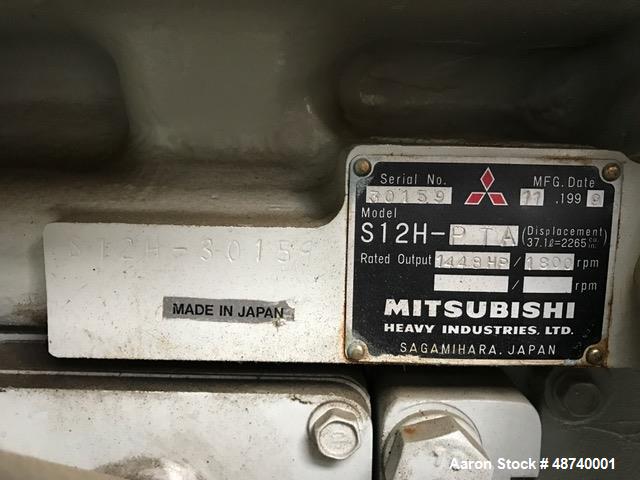 S12H-30159
MADE IN JAPAN
Serial No. 30159
MFG. Date 11 .199
Model
S12H-PTA (Displacement) 37.1ℓ=2265 cu. in.
Rated Output 1448HP / 1800 rpm
/ rpm
MITSUBISHI
HEAVY INDUSTRIES, LTD.
SAGAMIHARA, JAPAN
Aaron Stock # 48740001